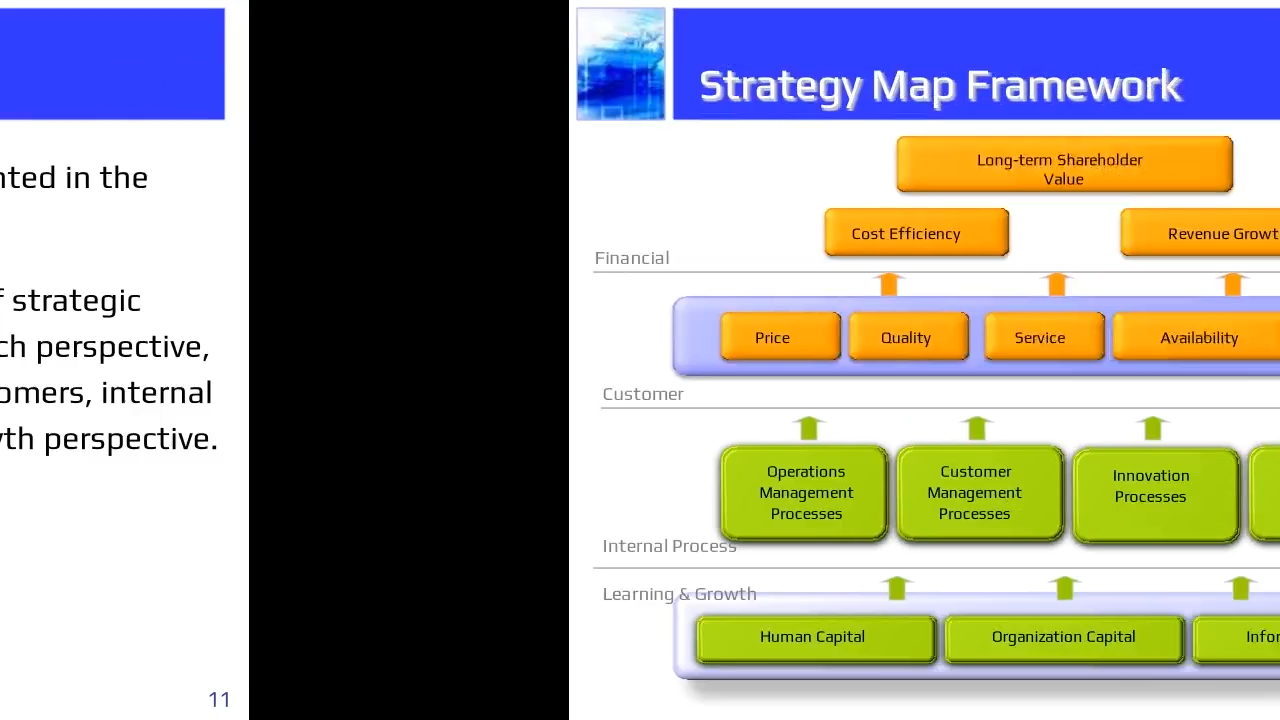 nted in the
f strategic
ch perspective,
omers, internal
th perspective.
11
Strategy Map Framework
Long-term Shareholder
Value
Cost Efficiency
Revenue Growt
Financial
Price
Quality
Service
Availability
Customer
Operations
Management
Processes
Customer
Management
Processes
Innovation
Processes
Internal Process
Learning & Growth
Human Capital
Organization Capital
Infor